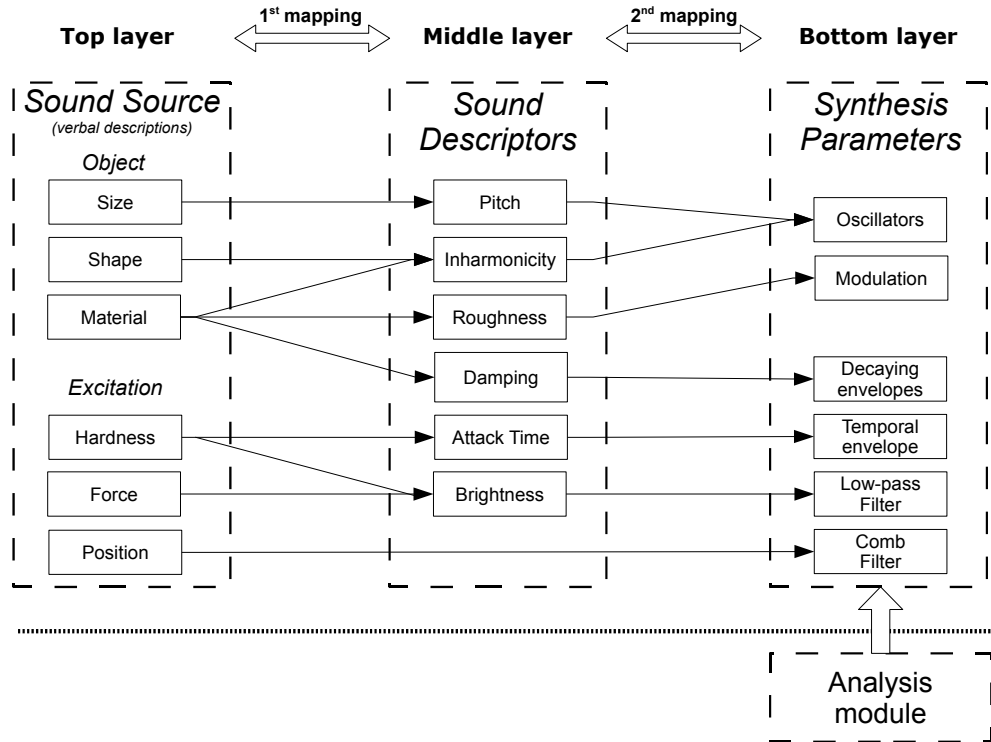 1st mapping
2nd mapping
Top layer
Middle layer
Bottom layer
Sound Source
(verbal descriptions)
Object
Size
Shape
Material
Excitation
Hardness
Force
Position
Sound
Descriptors
Pitch
Inharmonicity
Roughness
Damping
Attack Time
Brightness
Synthesis
Parameters
Oscillators
Modulation
Decaying
envelopes
Temporal
envelope
Low-pass
Filter
Comb
Filter
Analysis
module